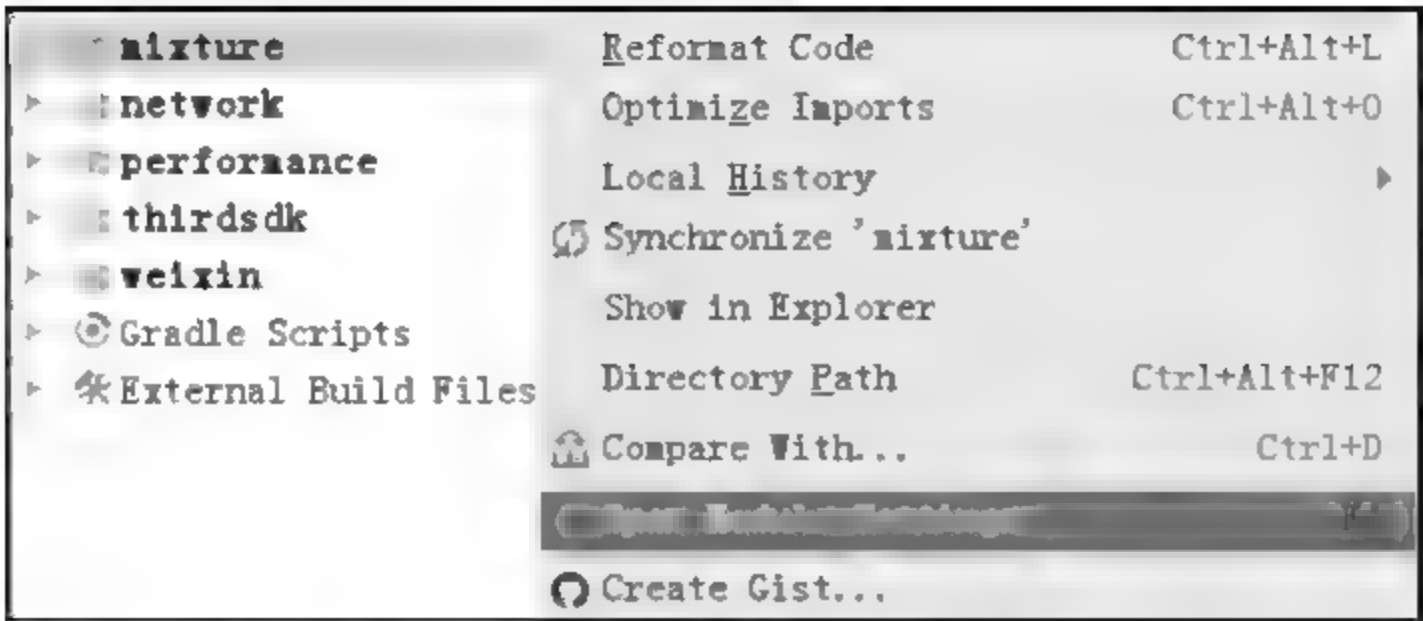 mixture
network
performance
thirdsdk
weixin
Gradle Scripts
External Build Files
Reformat Code Ctrl+Alt+L
Optimize Imports Ctrl+Alt+O
Local History
Synchronize 'mixture'
Show in Explorer
Directory Path Ctrl+Alt+F12
Compare With... Ctrl+D
Create Gist...